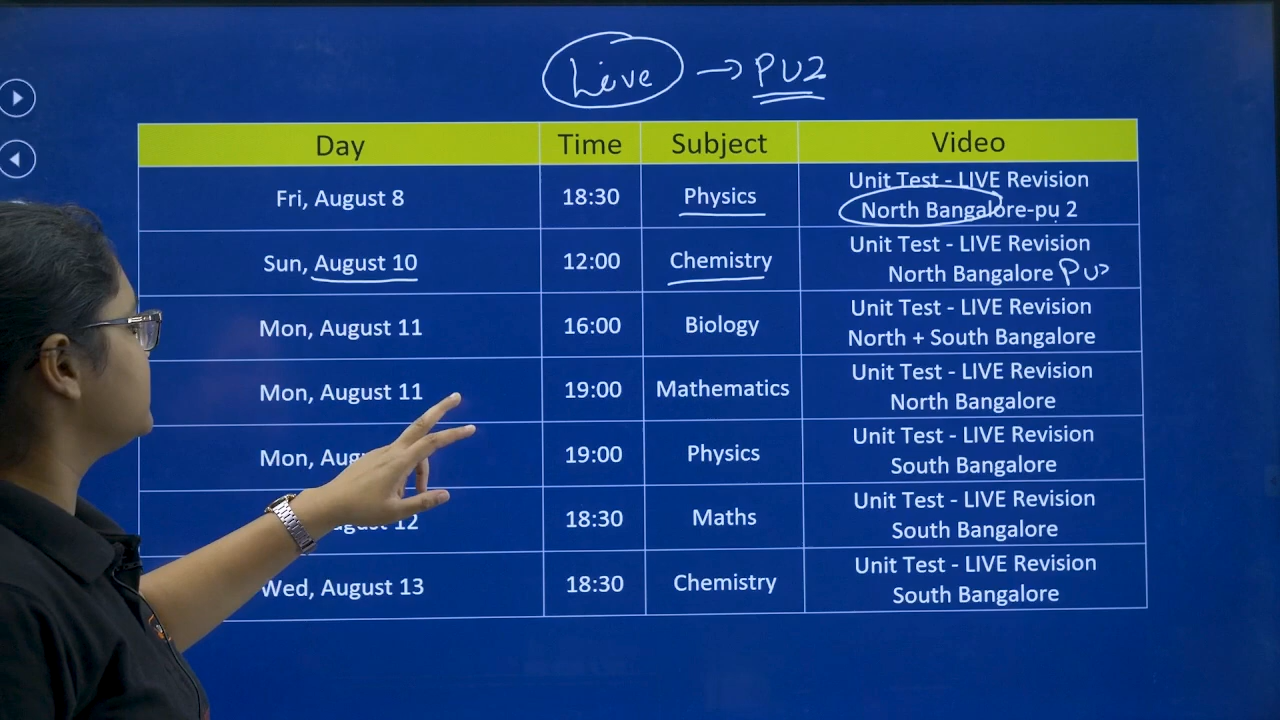 Live → PU2
Day Time Subject Video
Fri, August 8 18:30 Physics Unit Test - LIVE Revision
North Bangalore-pu 2
Sun, August 10 12:00 Chemistry Unit Test - LIVE Revision
North Bangalore PU2
Mon, August 11 16:00 Biology Unit Test - LIVE Revision
North + South Bangalore
Mon, August 11 19:00 Mathematics Unit Test - LIVE Revision
North Bangalore
Mon, 19:00 Physics Unit Test - LIVE Revision
South Bangalore
12 18:30 Maths Unit Test - LIVE Revision
South Bangalore
Wed, August 13 18:30 Chemistry Unit Test - LIVE Revision
South Bangalore